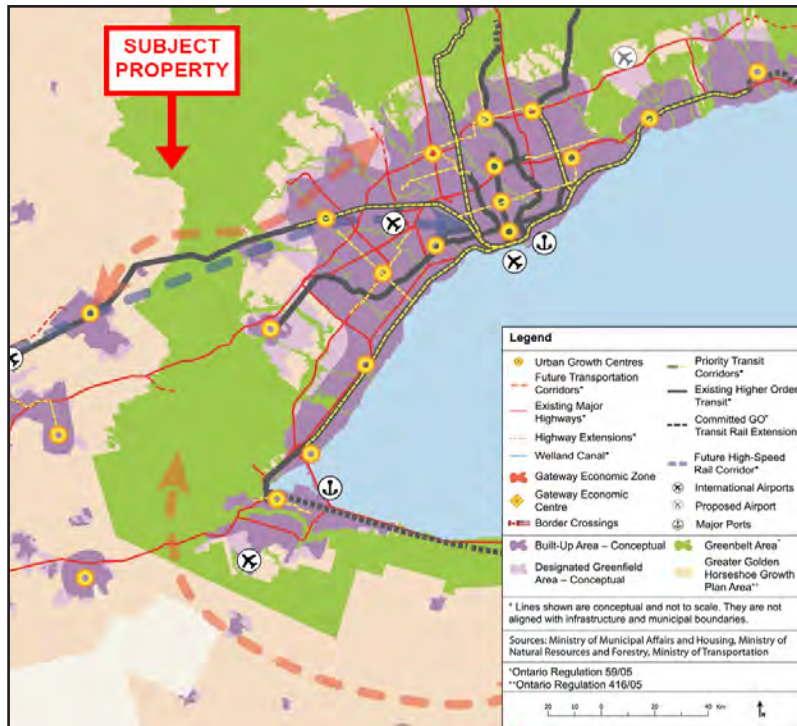 SUBJECT
PROPERTY
Legend
Urban Growth Centres
Future Transportation
Corridors*
Existing Major
Highways*
Highway Extensions*
Welland Canal*
Gateway Economic Zone
Gateway Economic
Centre
Border Crossings
Priority Transit
Corridors*
Existing Higher Order
Transit*
Committed GO
Transit Rail Extension
Future High-Speed
Rail Corridor*
International Airports
Proposed Airport
Major Ports
Built-Up Area – Conceptual
Designated Greenfield
Area – Conceptual
Greenbelt Area*
Greater Golden
Horseshoe Growth
Plan Area**
* Lines shown are conceptual and not to scale. They are not
aligned with infrastructure and municipal boundaries.
Sources: Ministry of Municipal Affairs and Housing, Ministry of
Natural Resources and Forestry, Ministry of Transportation
*Ontario Regulation 59/05
**Ontario Regulation 416/05
20 10 0 20 40 Km